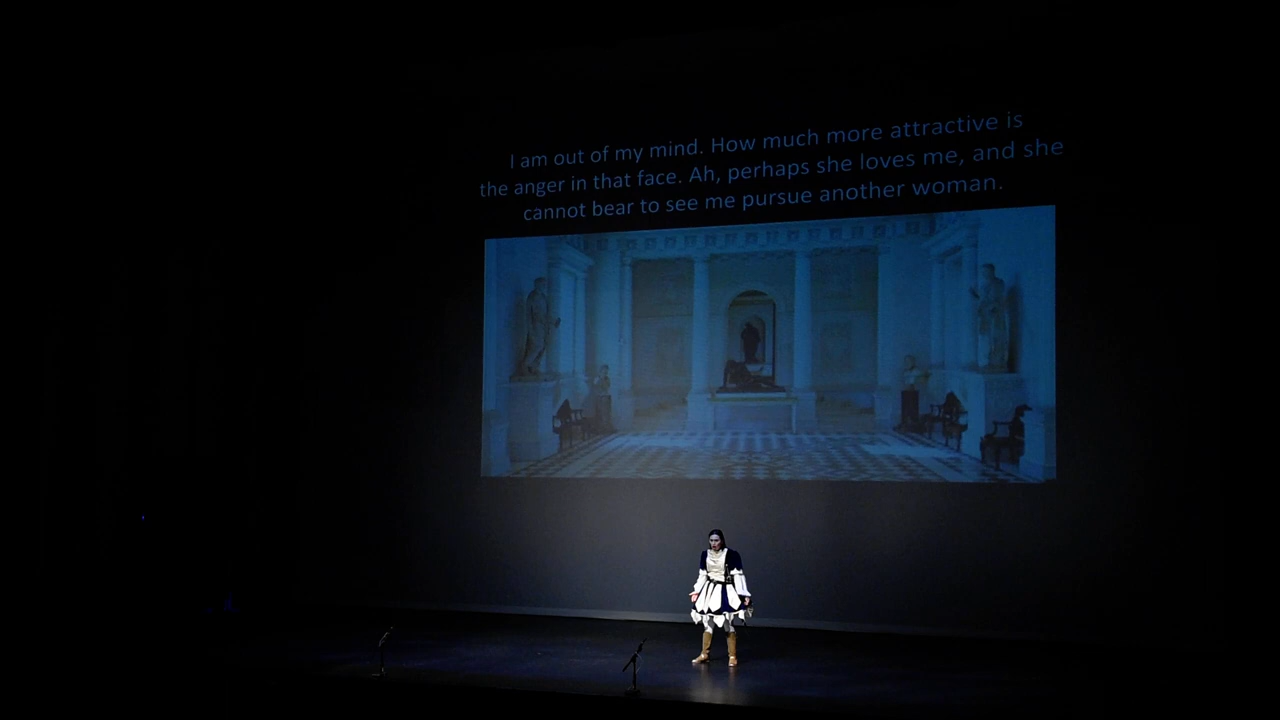 I am out of my mind. How much more attractive is
the anger in that face. Ah, perhaps she loves me, and she
cannot bear to see me pursue another woman.